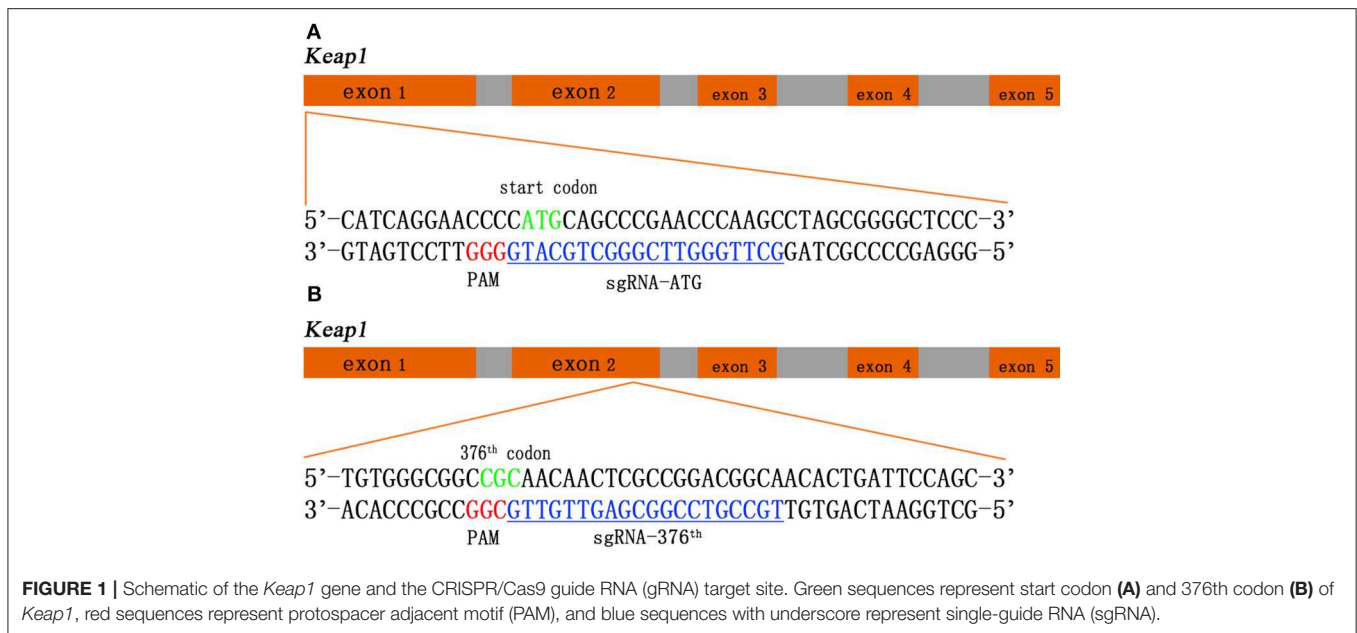 A
Keap1
exon 1 exon 2 exon 3 exon 4 exon 5
start codon
5'-CATCAGGAACCCCATGCAGCCCGAACCCAAGCCTAGCGGGGCTCCC-3'
3'-GTAGTCCTTGGGGTACGTCGGGCTTGGGTTCGGATCGCCCCGAGGG-5'
PAM sgRNA-ATG
B
Keap1
exon 1 exon 2 exon 3 exon 4 exon 5
376th codon
5'-TGTGGGCGGCCGCAACAACTCGCCGGACGGCAACACTGATTCCAGC-3'
3'-ACACCCGCCGGCGTTGTTGAGCGGCCTGCCGTTGTGACTAAGGTCG-5'
PAM sgRNA-376th
FIGURE 1 | Schematic of the Keap1 gene and the CRISPR/Cas9 guide RNA (gRNA) target site. Green sequences represent start codon (A) and 376th codon (B) of
Keap1, red sequences represent protospacer adjacent motif (PAM), and blue sequences with underscore represent single-guide RNA (sgRNA).